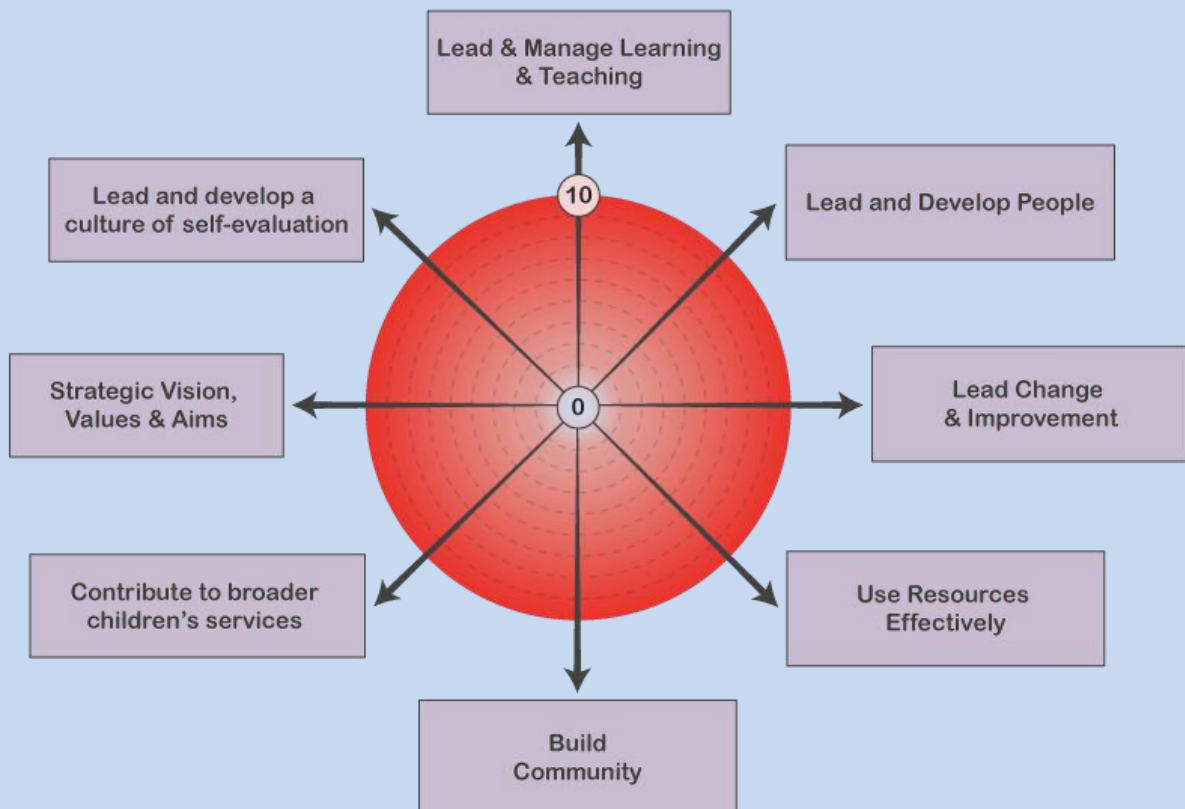 Lead & Manage Learning
& Teaching
Lead and develop a
culture of self-evaluation
10
Lead and Develop People
Strategic Vision,
Values & Aims
0
Lead Change
& Improvement
Contribute to broader
children's services
Use Resources
Effectively
Build
Community